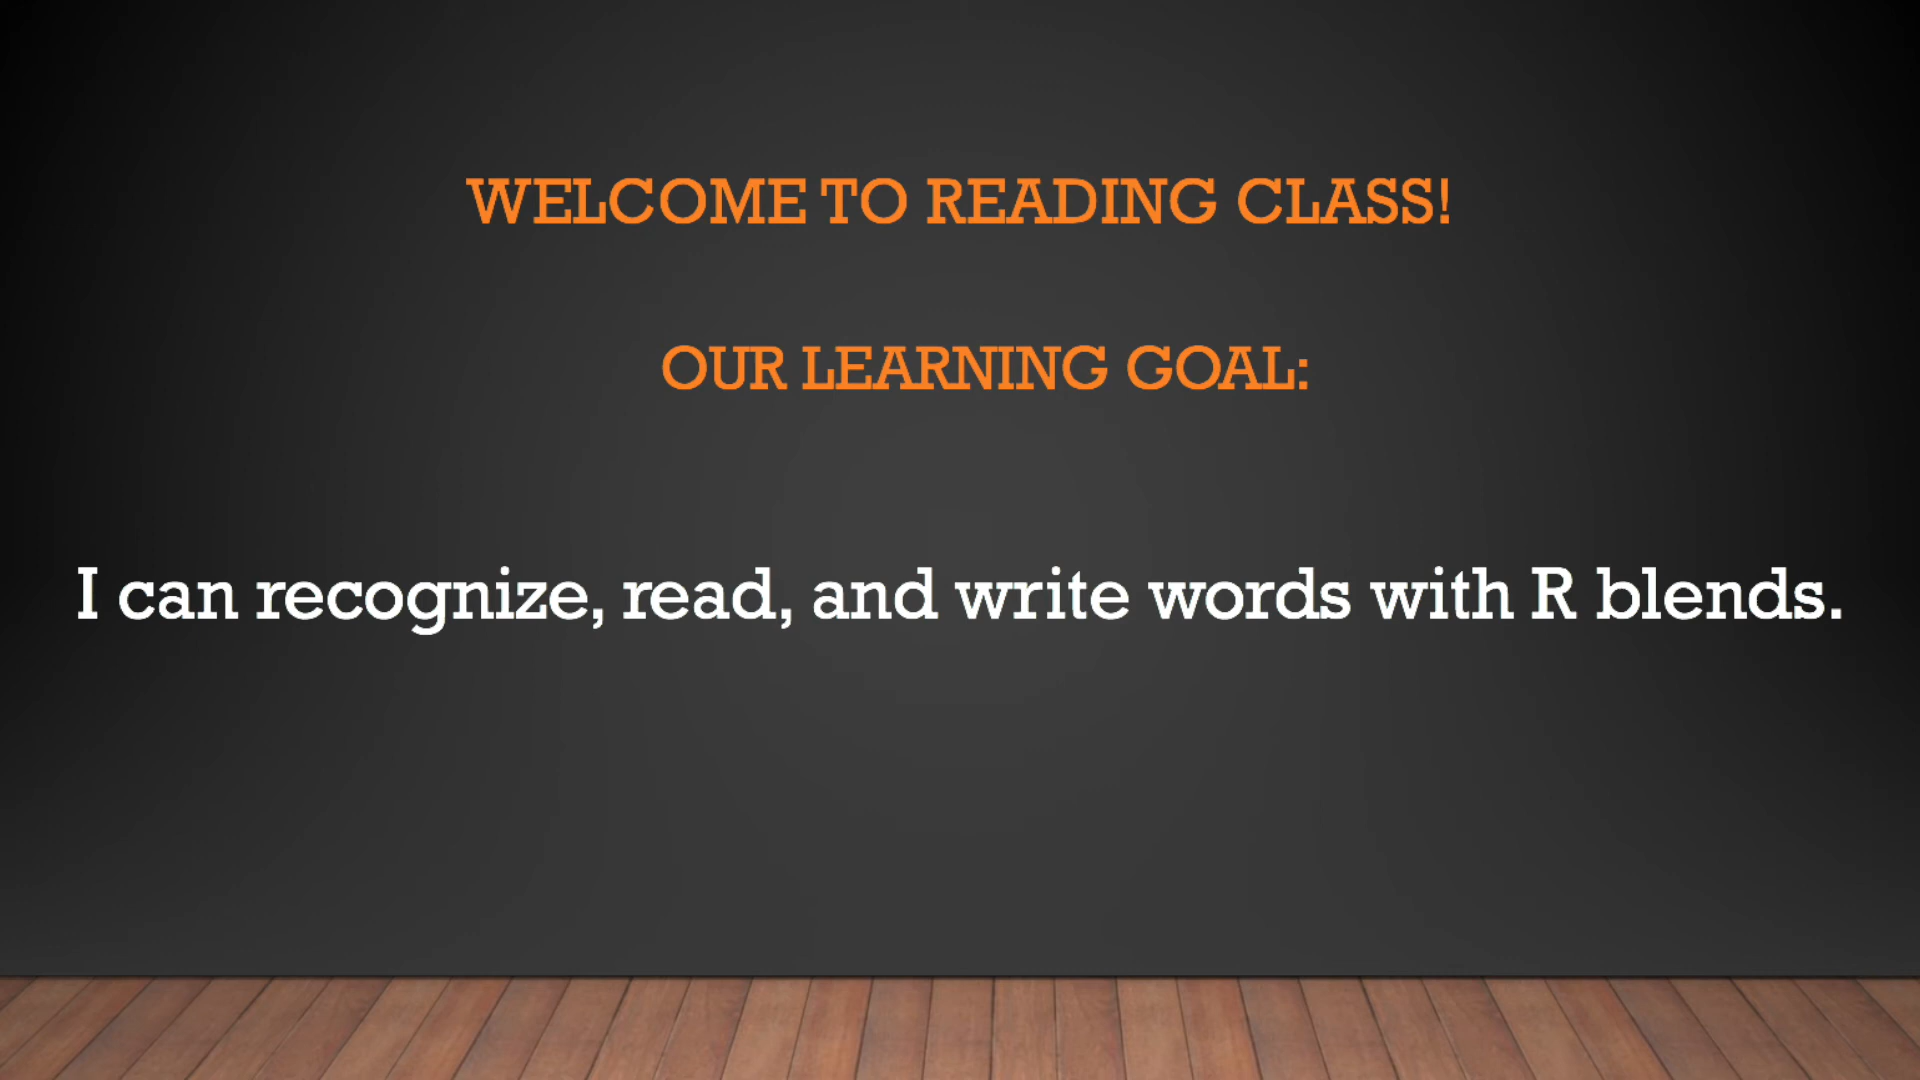 WELCOME TO READING CLASS!
OUR LEARNING GOAL:
I can recognize, read, and write words with R blends.